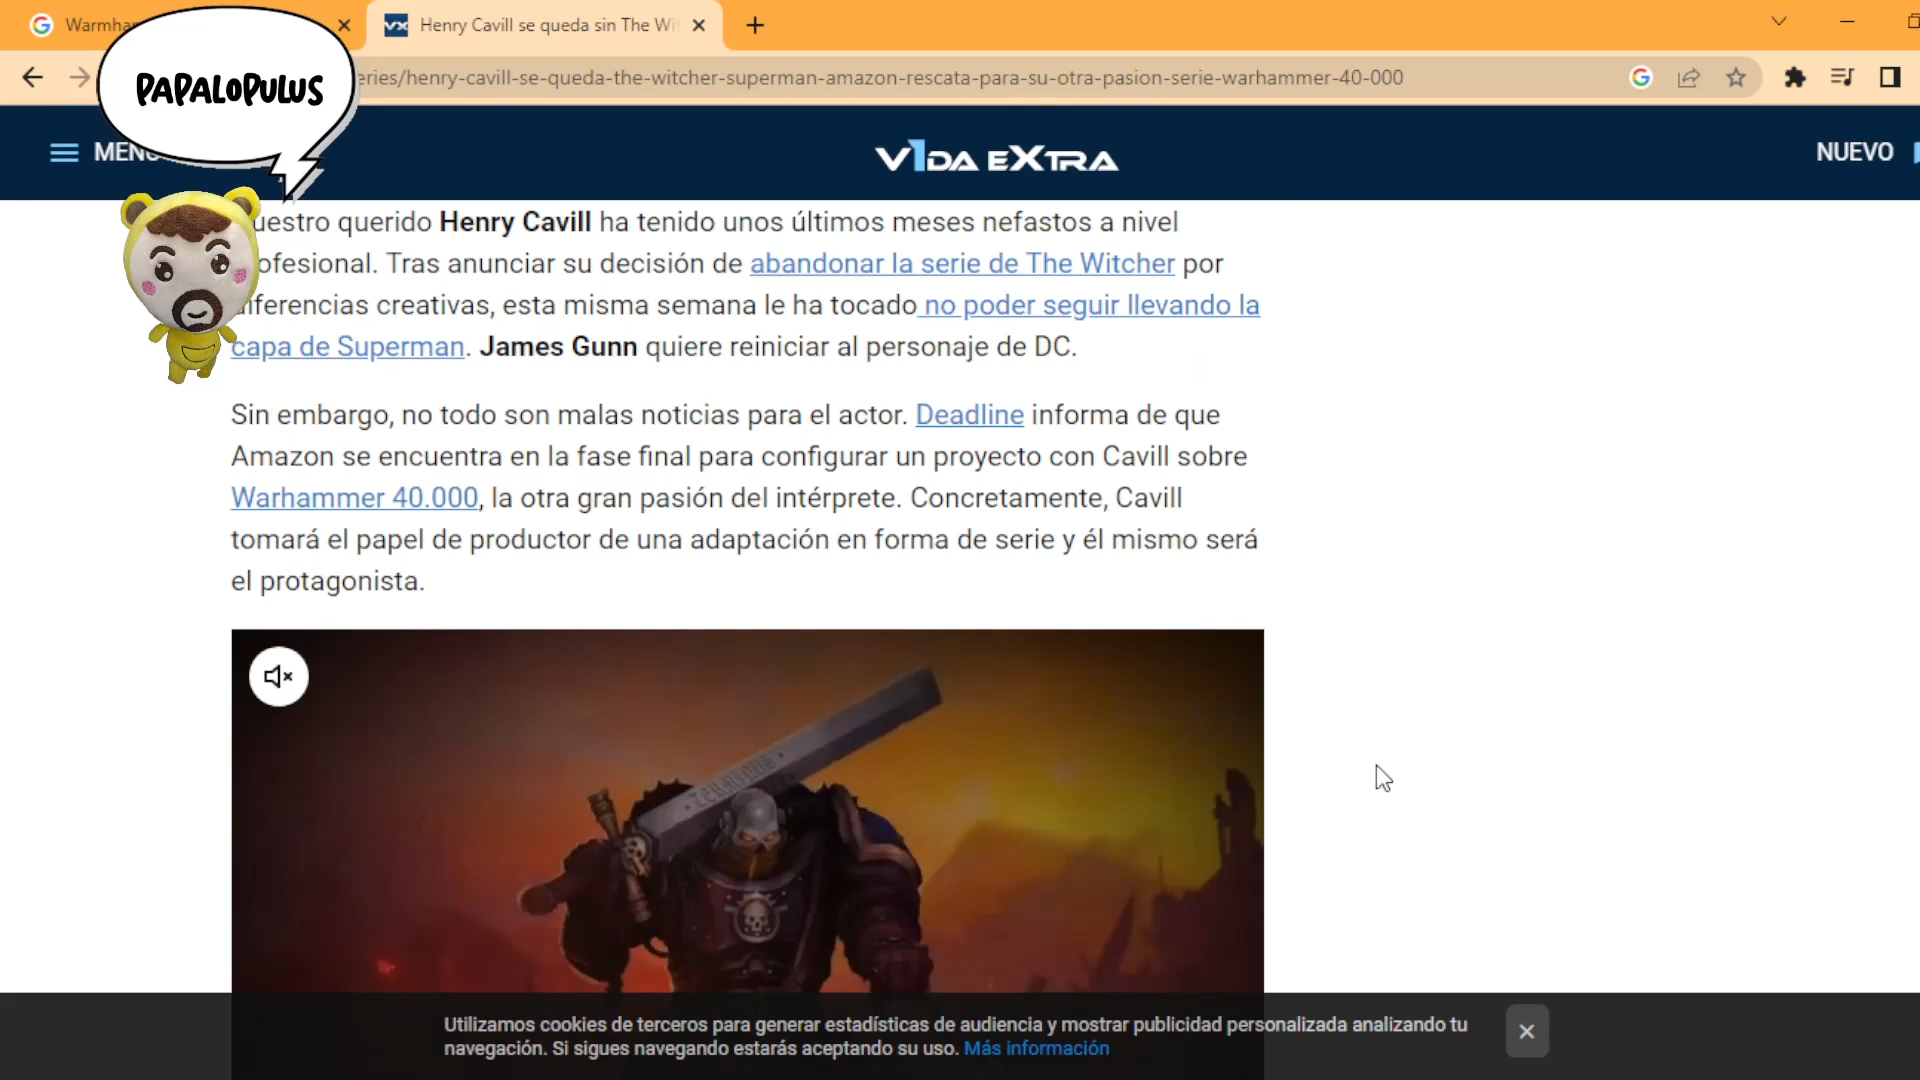 Warmha
Henry Cavill se queda sin The Wi
eries/henry-cavill-se-queda-the-witcher-superman-amazon-rescata-para-su-otra-pasion-serie-warhammer-40-000
PAPALOPULUS
MENÚ
VIDA EXTRA
NUEVO
uestro querido Henry Cavill ha tenido unos últimos meses nefastos a nivel
ofesional. Tras anunciar su decisión de abandonar la serie de The Witcher por
iferencias creativas, esta misma semana le ha tocado no poder seguir llevando la
capa de Superman. James Gunn quiere reiniciar al personaje de DC.
Sin embargo, no todo son malas noticias para el actor. Deadline informa de que
Amazon se encuentra en la fase final para configurar un proyecto con Cavill sobre
Warhammer 40.000, la otra gran pasión del intérprete. Concretamente, Cavill
tomará el papel de productor de una adaptación en forma de serie y él mismo será
el protagonista.
Utilizamos cookies de terceros para generar estadísticas de audiencia y mostrar publicidad personalizada analizando tu
navegación. Si sigues navegando estarás aceptando su uso. Más información